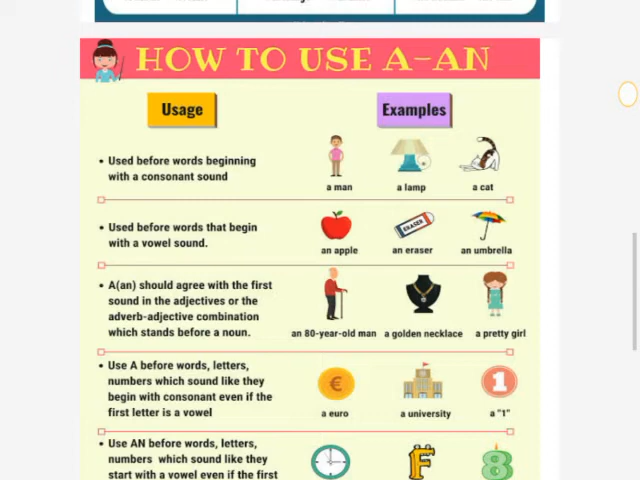 HOW TO USE A-AN
Usage
Examples
• Used before words beginning
with a consonant sound
a man
a lamp
a cat
• Used before words that begin
with a vowel sound.
ERASER
an apple
an eraser
an umbrella
• A(an) should agree with the first
sound in the adjectives or the
adverb-adjective combination
which stands before a noun.
an 80-year-old man
a golden necklace
a pretty girl
• Use A before words, letters,
numbers which sound like they
begin with consonant even if the
first letter is a vowel
€
1
a euro
a university
a "1"
• Use AN before words, letters,
numbers which sound like they
start with a vowel even if the first
F
8